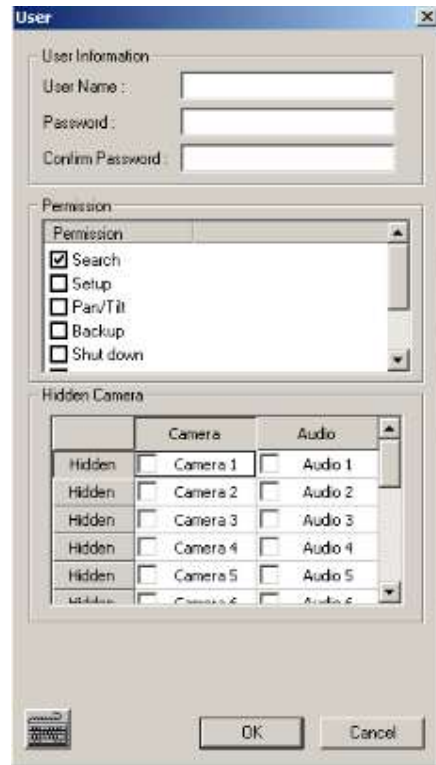 User
User Information
User Name :
Password :
Confirm Password :
Permission
Permission
Search
Setup
Pan/Tilt
Backup
Shut down
Hidden Camera
Camera Audio
Hidden Camera 1 Audio 1
Hidden Camera 2 Audio 2
Hidden Camera 3 Audio 3
Hidden Camera 4 Audio 4
Hidden Camera 5 Audio 5
OK Cancel